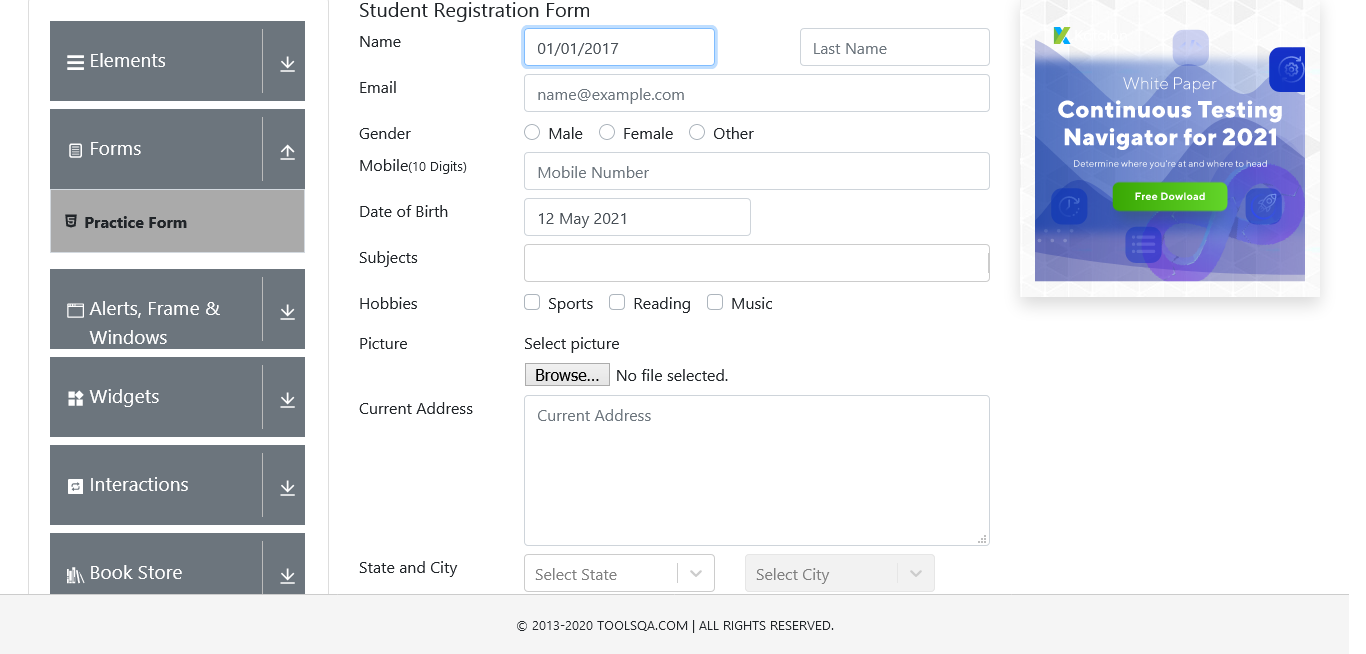 Elements
Forms
Practice Form
Alerts, Frame &
Windows
Widgets
Interactions
Book Store
Student Registration Form
Name
01/01/2017
Last Name
Email
name@example.com
Gender
Male
Female
Other
Mobile(10 Digits)
Mobile Number
Date of Birth
12 May 2021
Subjects
Hobbies
Sports
Reading
Music
Picture
Select picture
Browse...
No file selected.
Current Address
Current Address
State and City
Select State
Select City
White Paper
Continuous Testing
Navigator for 2021
Determine where you're at and where to head
Free Dowload
© 2013-2020 TOOLSQA.COM | ALL RIGHTS RESERVED.